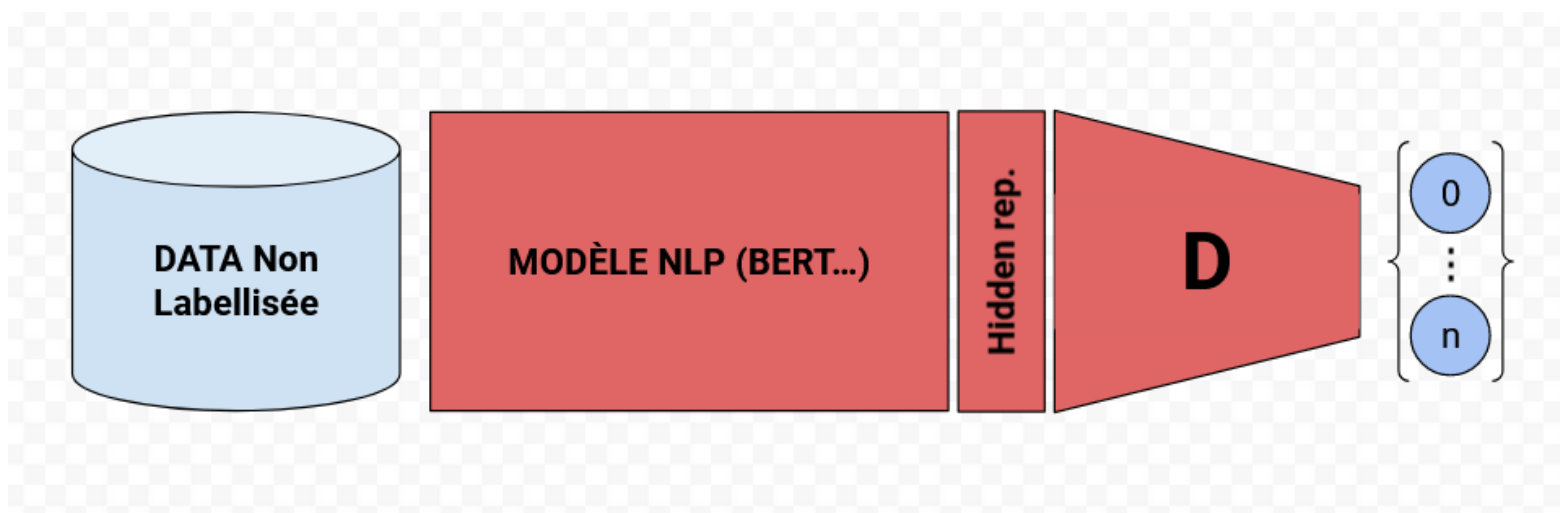 DATA Non
Labellisée
MODÈLE NLP (BERT...)
Hidden rep.
D
0
⋮
n